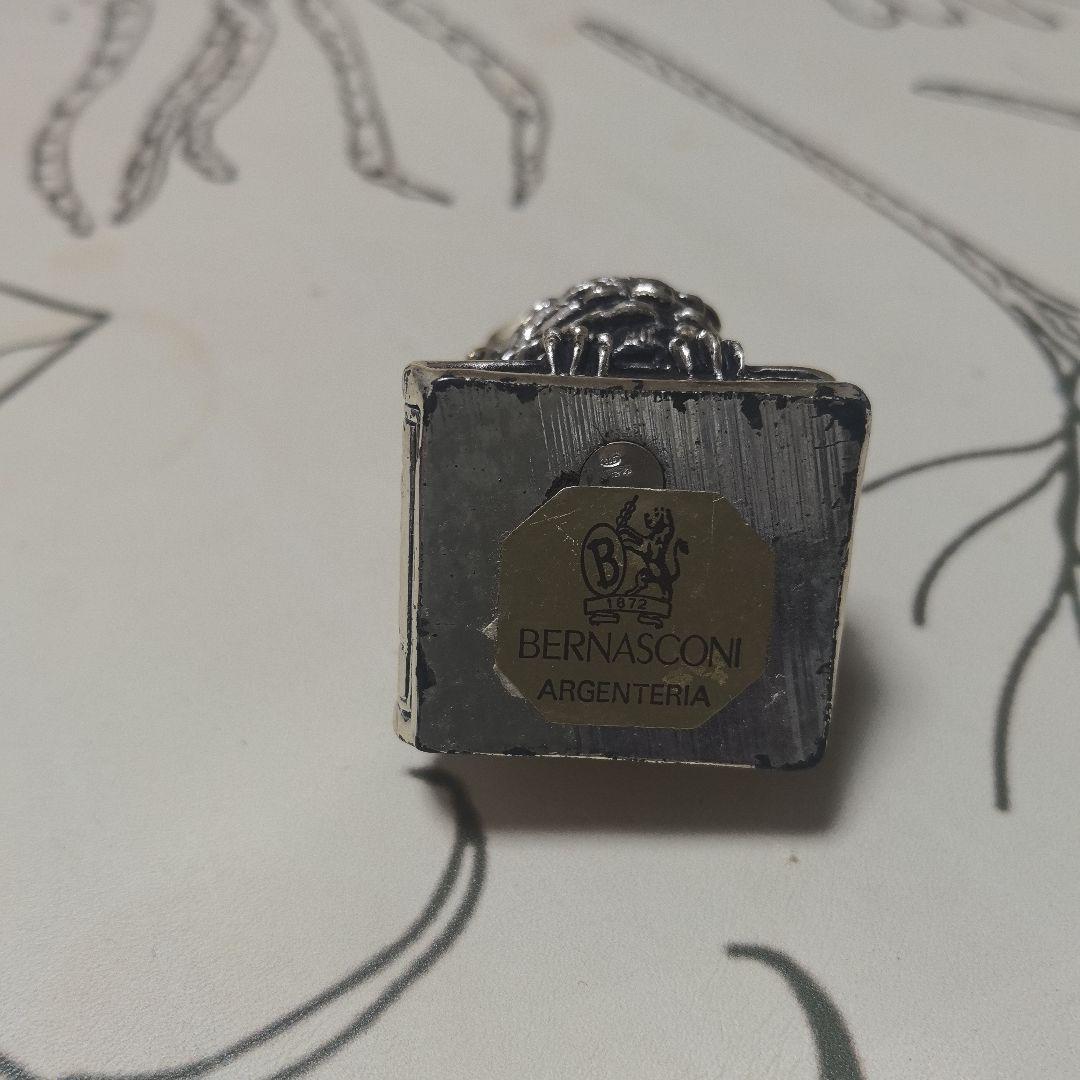 B
1872
BERNASCONI
ARGENTERIA